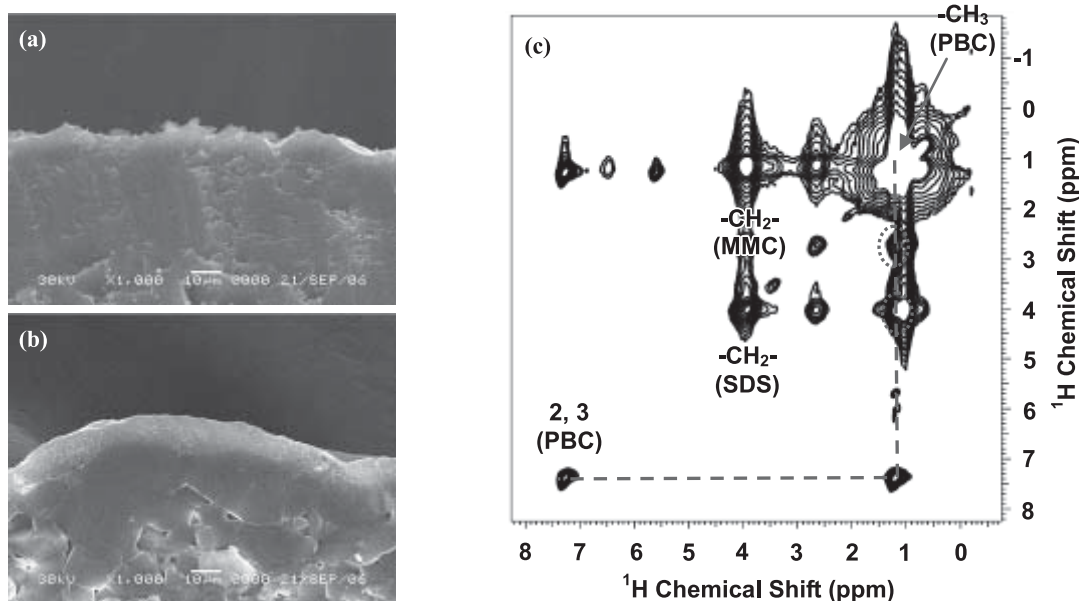 (a)
30kV X1,000 10µm 0000 21/SEP/06
(b)
30kV X1,000 10µm 0000 21/SEP/06
(c)
-CH₃
(PBC)
-CH₂-
(MMC)
-CH₂-
(SDS)
2, 3
(PBC)
-1
0
1
2
3
4
5
6
7
8
¹H Chemical Shift (ppm)
8 7 6 5 4 3 2 1 0
¹H Chemical Shift (ppm)